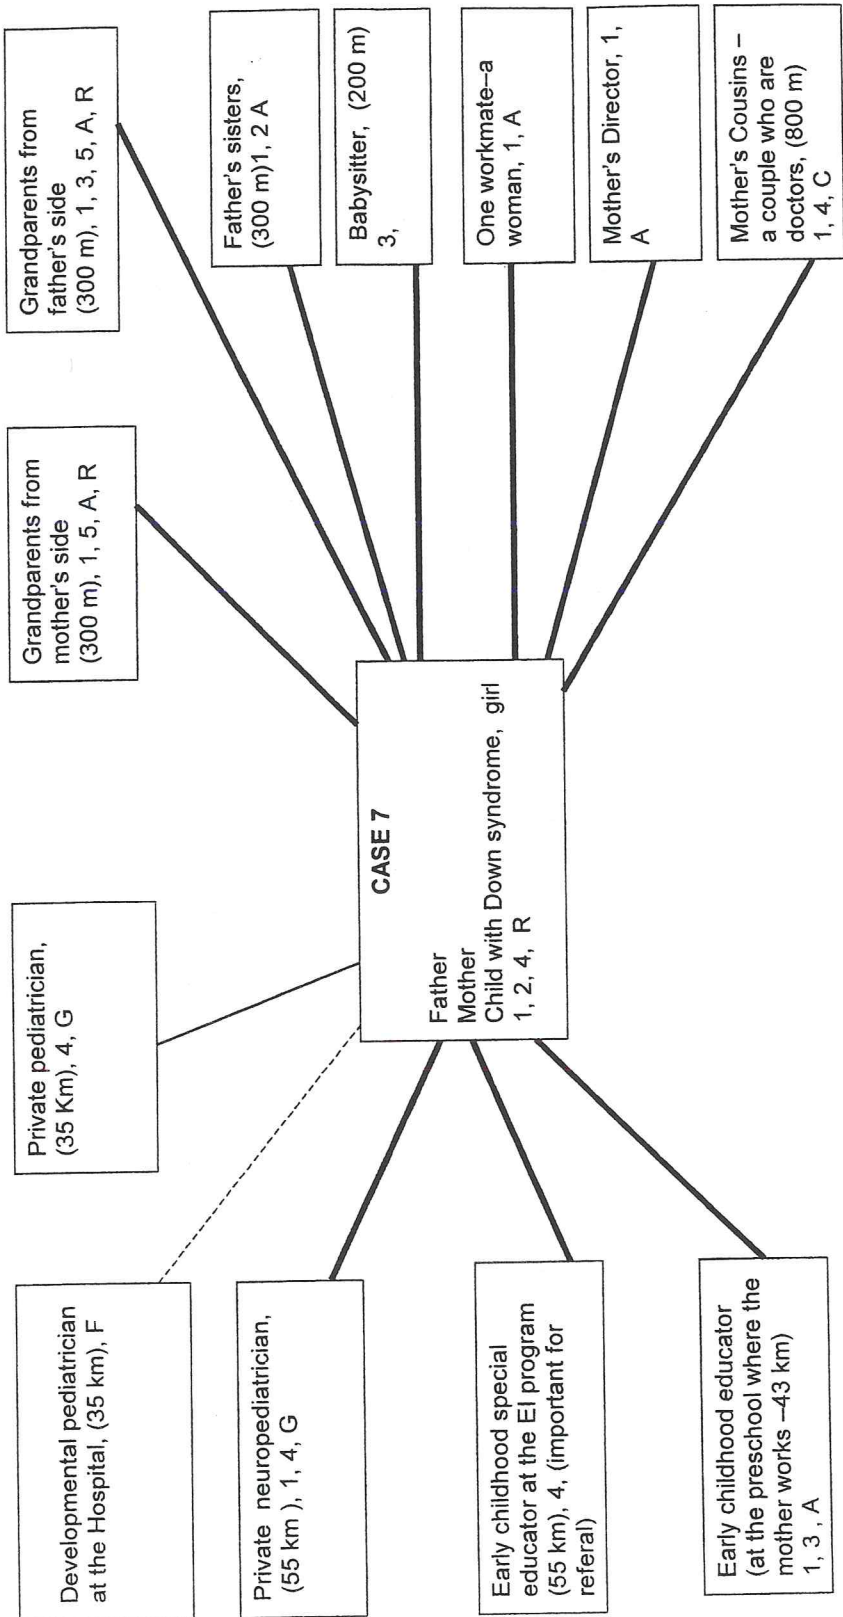 Developmental pediatrician
at the Hospital, (35 km), F
Private pediatrician,
(35 Km), 4, G
Grandparents from
mother's side
(300 m), 1, 5, A, R
Grandparents from
father's side
(300 m), 1, 3, 5, A, R
Private neuropediatrician,
(55 km ), 1, 4, G
Early childhood special
educator at the EI program
(55 km), 4, (important for
referal)
Early childhood educator
(at the preschool where the
mother works –43 km)
1, 3 , A
CASE 7
Father
Mother
Child with Down syndrome, girl
1, 2, 4, R
Father's sisters,
(300 m)1, 2 A
Babysitter, (200 m)
3,
One workmate--a
woman, 1, A
Mother's Director, 1,
A
Mother's Cousins –
a couple who are
doctors, (800 m)
1, 4, C